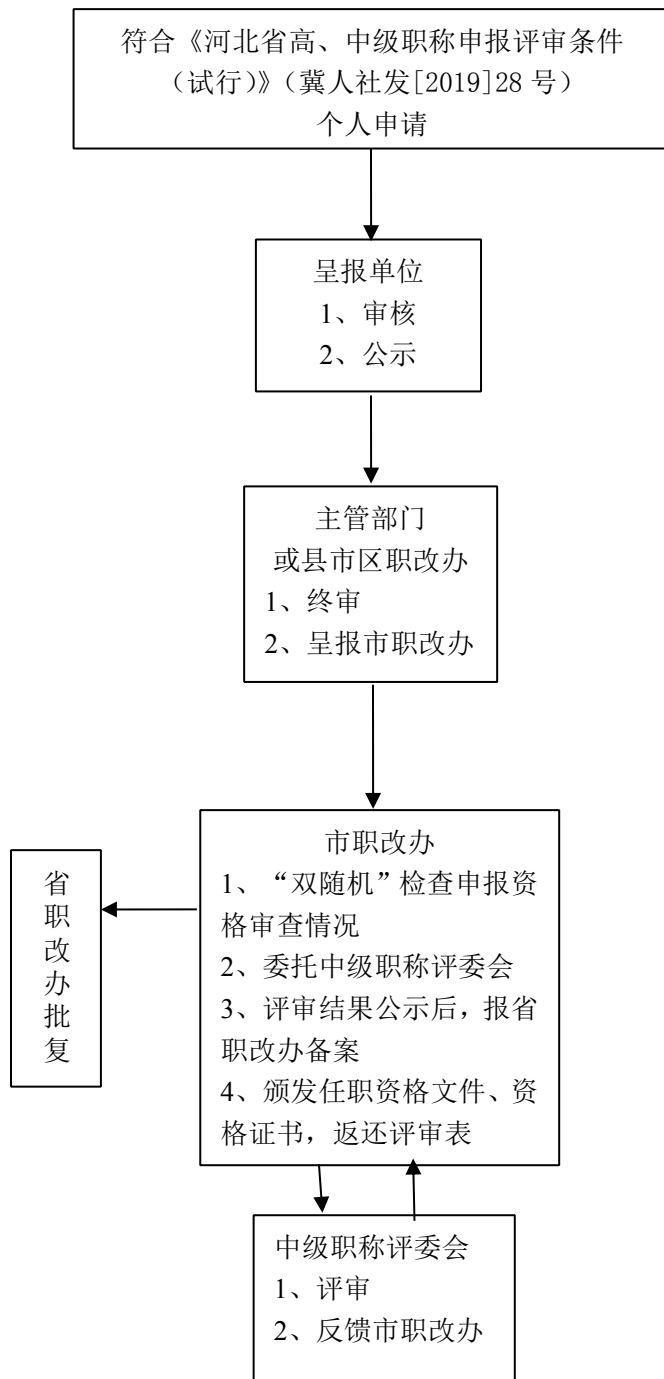 符合《河北省高、中级职称申报评审条件
（试行）》（冀人社发[2019]28 号）
个人申请
呈报单位
1、审核
2、公示
主管部门
或县市区职改办
1、终审
2、呈报市职改办
市职改办
1、“双随机”检查申报资
格审查情况
2、委托中级职称评委会
3、评审结果公示后，报省
职改办备案
4、颁发任职资格文件、资
格证书，返还评审表
省
职
改
办
批
复
中级职称评委会
1、评审
2、反馈市职改办